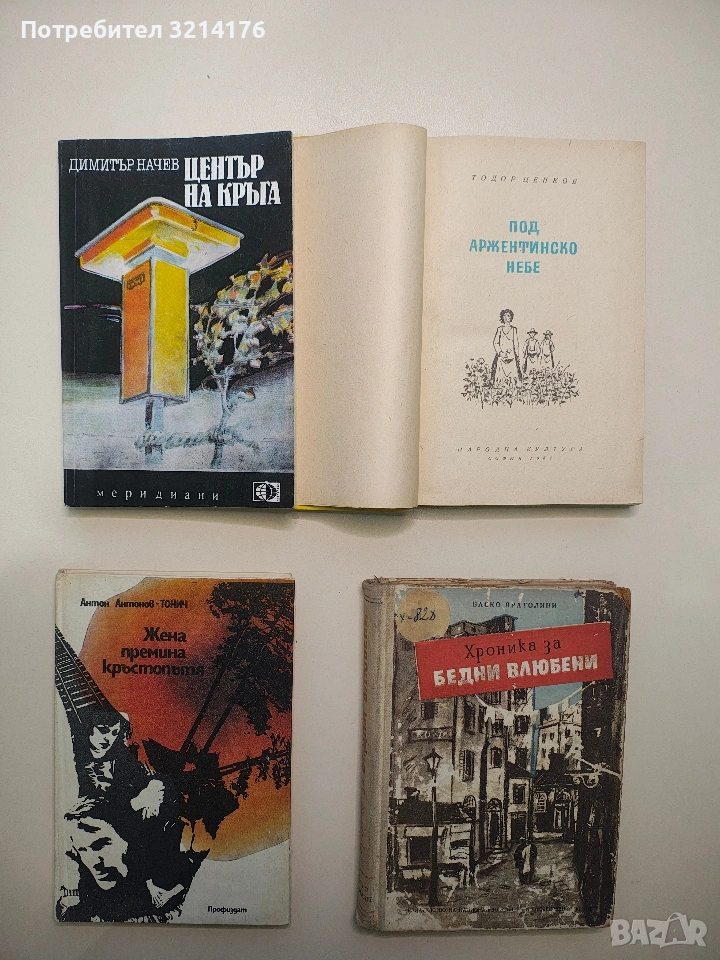 Потребител 3214176
ДИМИТЪР НАЧЕВ
ЦЕНТЪР
НА КРЪГА
меридиани
ТОДОР ЦЕНКОВ
ПОД
АРЖЕНТИНСКО
НЕБЕ
НАРОДНА КУЛТУРА
СОФИЯ
Антон Антонов-ТОНИЧ
Жена
премина
кръстопътя
Профиздат
ВАСКО ПРАТОЛИНИ
Хроника за
БЕДНИ ВЛЮБЕНИ
BAZAR